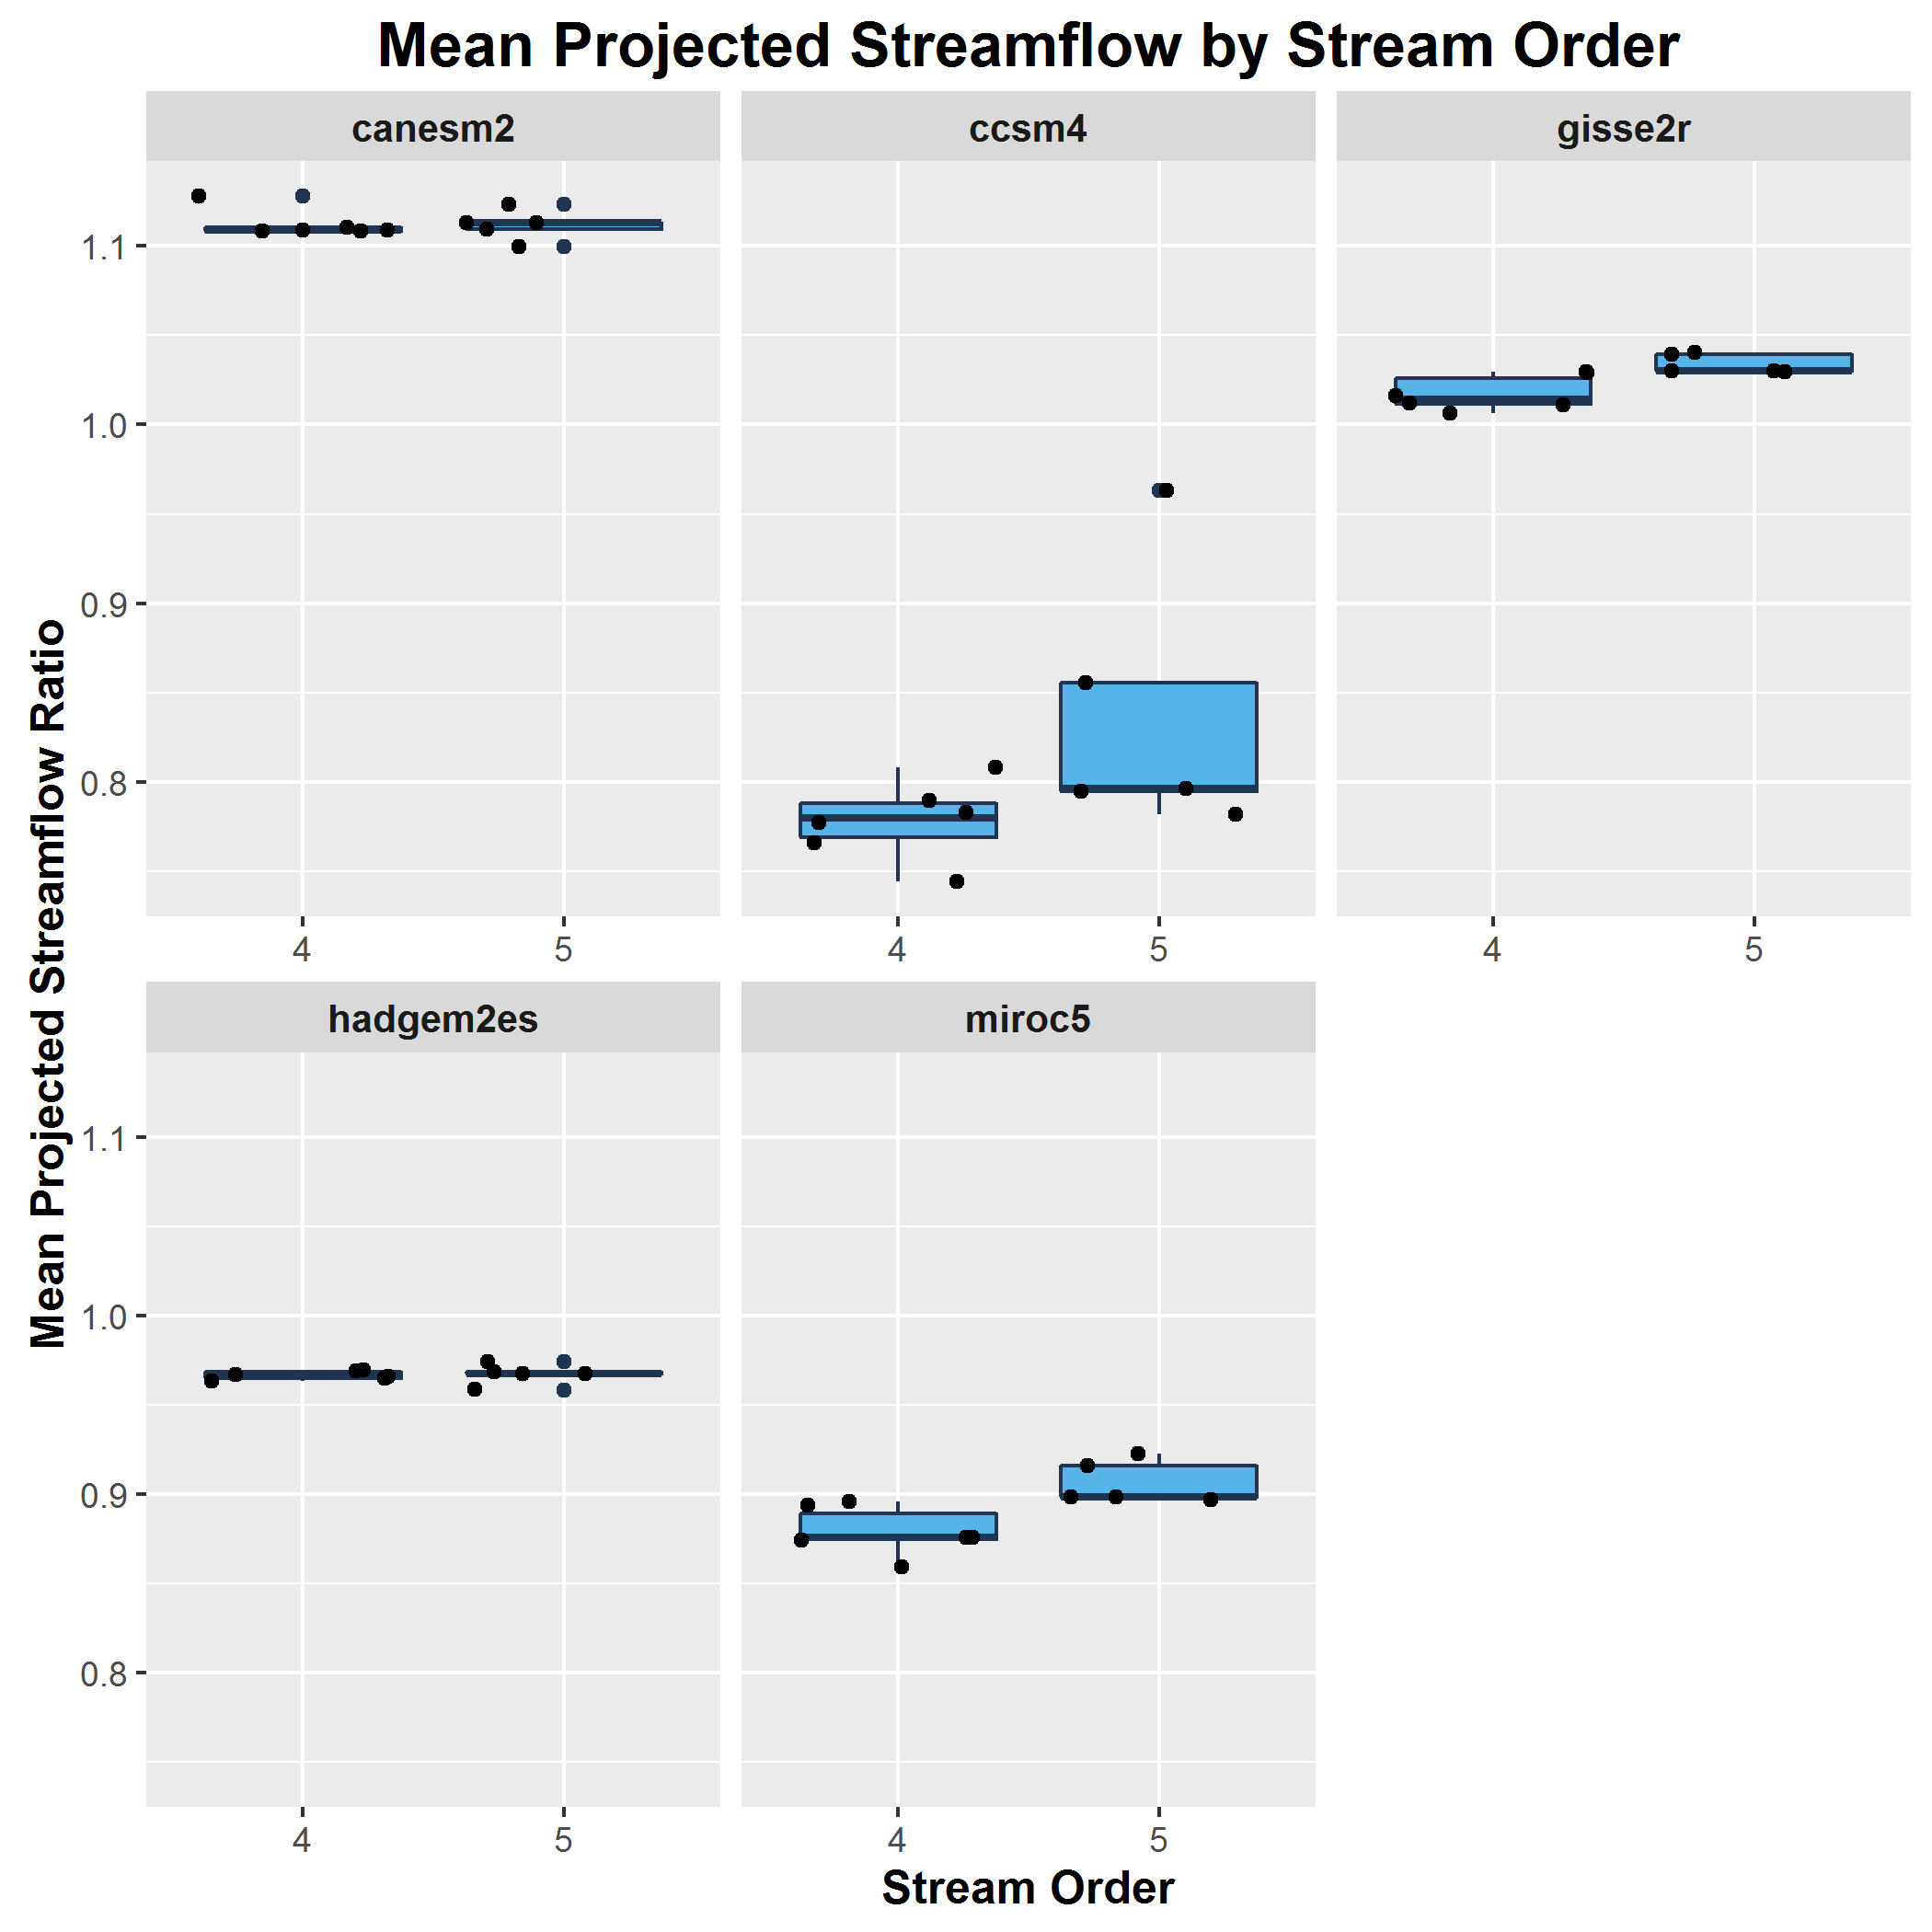 Mean Projected Streamflow by Stream Order
canesm2
ccsm4
gisse2r
1.1
1.0
0.9
0.8
4
5
4
5
4
5
Mean Projected Streamflow Ratio
hadgem2es
miroc5
1.1
1.0
0.9
0.8
4
5
4
5
Stream Order